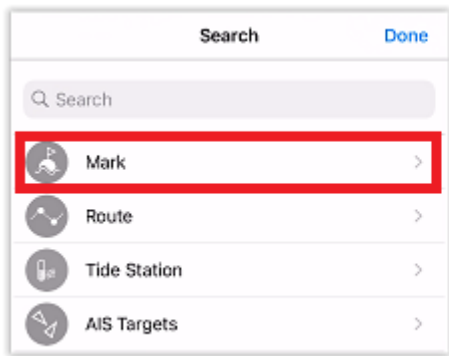 Search
Done
Search
Mark
Route
Tide Station
AIS Targets